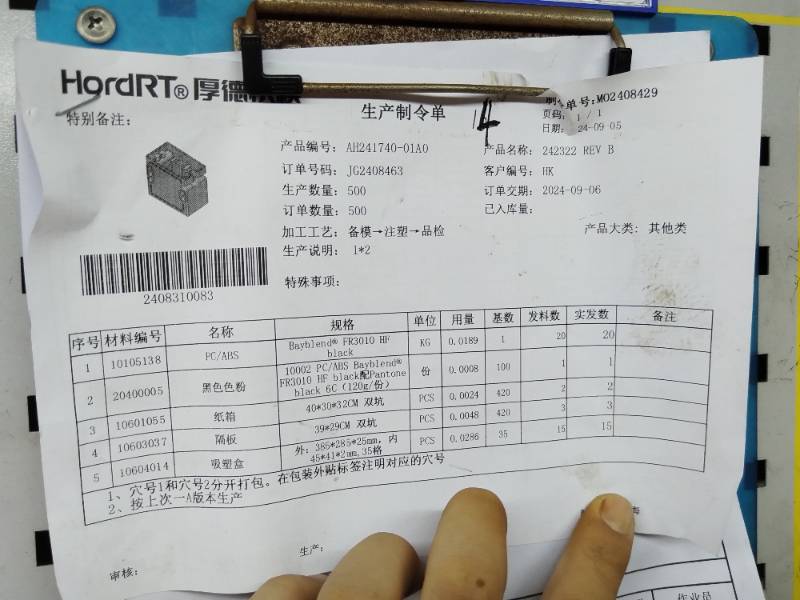 HordRT® 厚德
生产制令单
14
单号:MO2408429
页码: 1 / 1
日期: 24-09-05
特别备注:
产品编号: AH241740-01A0
产品名称: 242322 REV B
订单号码: JG2408463
客户编号: HK
生产数量: 500
订单交期: 2024-09-06
订单数量: 500
已入库量:
加工工艺: 备模→注塑→品检
产品大类: 其他类
生产说明: 1*2
2408310083
特殊事项:
序号 材料编号 名称 规格 单位 用量 基数 发料数 实发数 备注
1 10105138 PC/ABS Bayblend® FR3010 HF black KG 0.0189 1 20 20
2 20400005 黑色色粉 10002 PC/ABS Bayblend® FR3010 HF black配Pantone black 6C（120g/份） 份 0.0008 100 1 1
3 10601055 纸箱 40*30*32CM 双坑 PCS 0.0024 420 2 2
4 10603037 隔板 39*29CM 双坑 PCS 0.0048 420 3 3
5 10604014 吸塑盒 外: 385*285*25mm, 内 45*41*2mm,35格 PCS 0.0286 35 15 15
1、穴号1和穴号2分开打包。在包装外贴标签注明对应的穴号
2、按上次一A版本生产
审核:
生产:
作业员